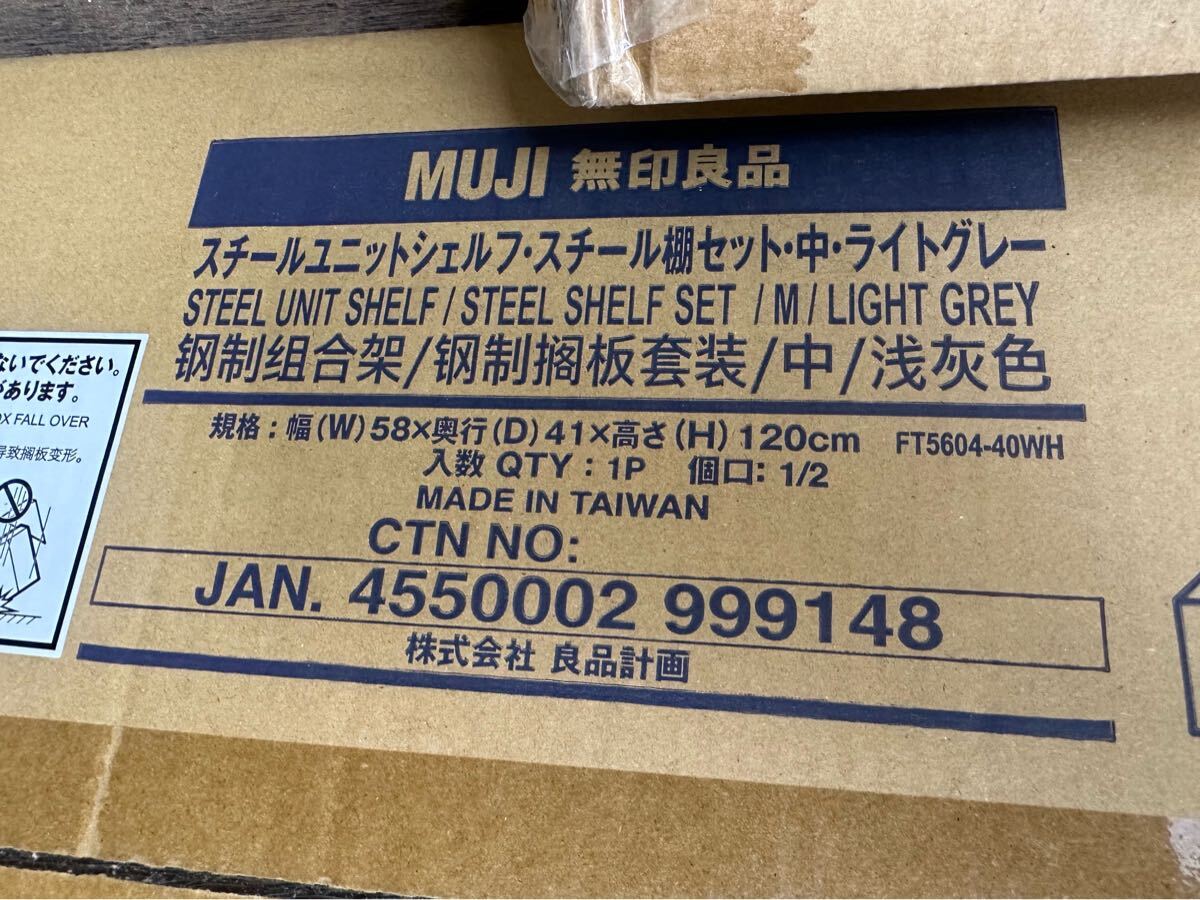 MUJI 無印良品
スチールユニットシェルフ・スチール棚セット・中・ライトグレー
STEEL UNIT SHELF / STEEL SHELF SET / M / LIGHT GREY
钢制组合架/钢制搁板套装/中/浅灰色
規格：幅(W)58×奥行(D)41×高さ(H)120cm FT5604-40WH
入数 QTY：1P 個口：1/2
MADE IN TAIWAN
CTN NO:
JAN. 4550002 999148
株式会社 良品計画
ないでください。
があります。
FALL OVER
导致搁板变形。